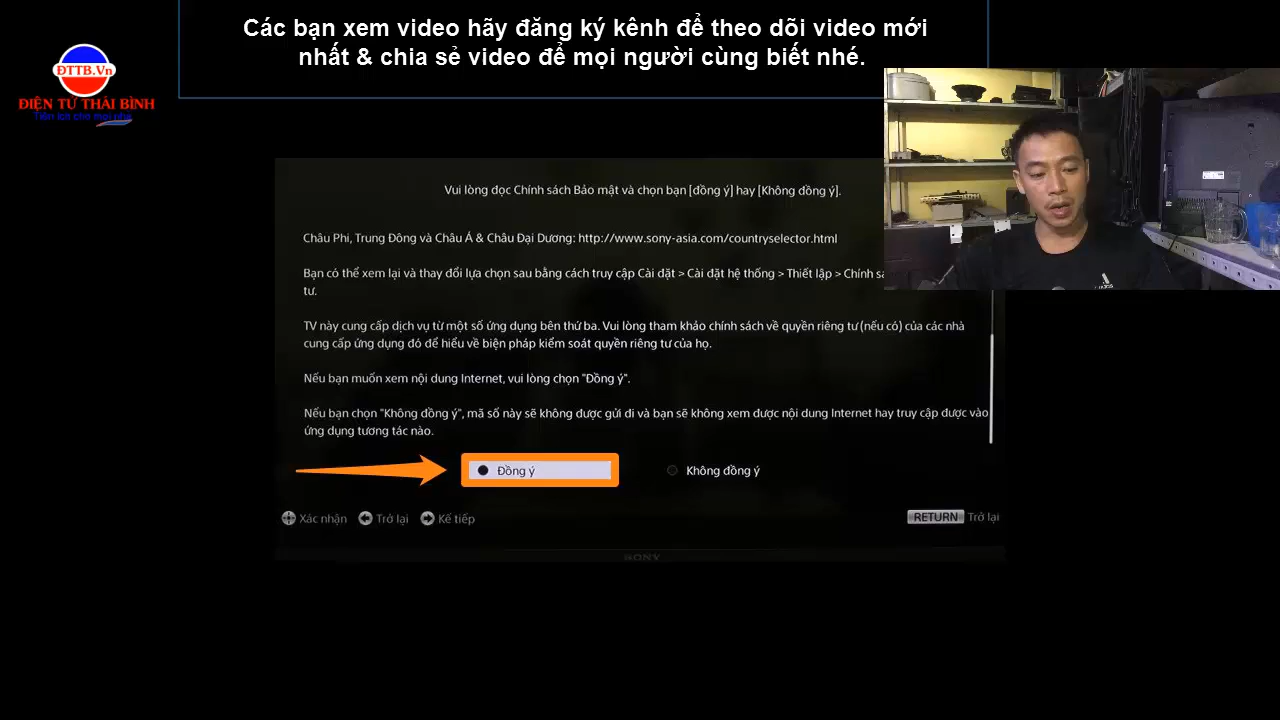 Các bạn xem video hãy đăng ký kênh để theo dõi video mới
nhất & chia sẻ video để mọi người cùng biết nhé.
ĐTTB.Vn
ĐIỆN TỬ THÁI BÌNH
Tiện ích cho mọi nhà
Vui lòng đọc Chính sách Bảo mật và chọn bạn [đồng ý] hay [Không đồng ý].
Châu Phi, Trung Đông và Châu Á & Châu Đại Dương: http://www.sony-asia.com/countryselector.html
Bạn có thể xem lại và thay đổi lựa chọn sau bằng cách truy cập Cài đặt > Cài đặt hệ thống > Thiết lập > Chính
tư.
TV này cung cấp dịch vụ từ một số ứng dụng bên thứ ba. Vui lòng tham khảo chính sách về quyền riêng tư (nếu có) của các nhà
cung cấp ứng dụng đó để hiểu về biện pháp kiểm soát quyền riêng tư của họ.
Nếu bạn muốn xem nội dung Internet, vui lòng chọn "Đồng ý".
Nếu bạn chọn "Không đồng ý", mã số này sẽ không được gửi đi và bạn sẽ không xem được nội dung Internet hay truy cập được vào
ứng dụng tương tác nào.
Đồng ý Không đồng ý
Xác nhận Trở lại Kế tiếp RETURN Trở lại
SONY